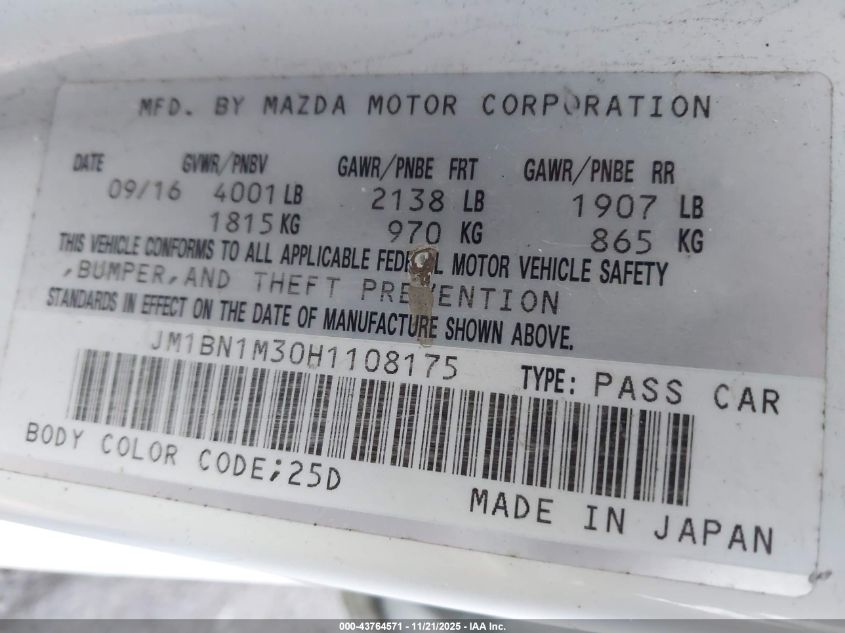 MFD. BY MAZDA MOTOR CORPORATION
DATE GVWR/PNBV GAWR/PNBE FRT GAWR/PNBE RR
09/16 4001 LB 2138 LB 1907 LB
1815 KG 970 KG 865 KG
THIS VEHICLE CONFORMS TO ALL APPLICABLE FEDERAL MOTOR VEHICLE SAFETY
,BUMPER,AND THEFT PREVENTION
STANDARDS IN EFFECT ON THE DATE OF MANUFACTURE SHOWN ABOVE.
JM1BN1M30H1108175 TYPE: PASS CAR
BODY COLOR CODE;25D
MADE IN JAPAN
000-43764571 - 11/21/2025 - IAA Inc.